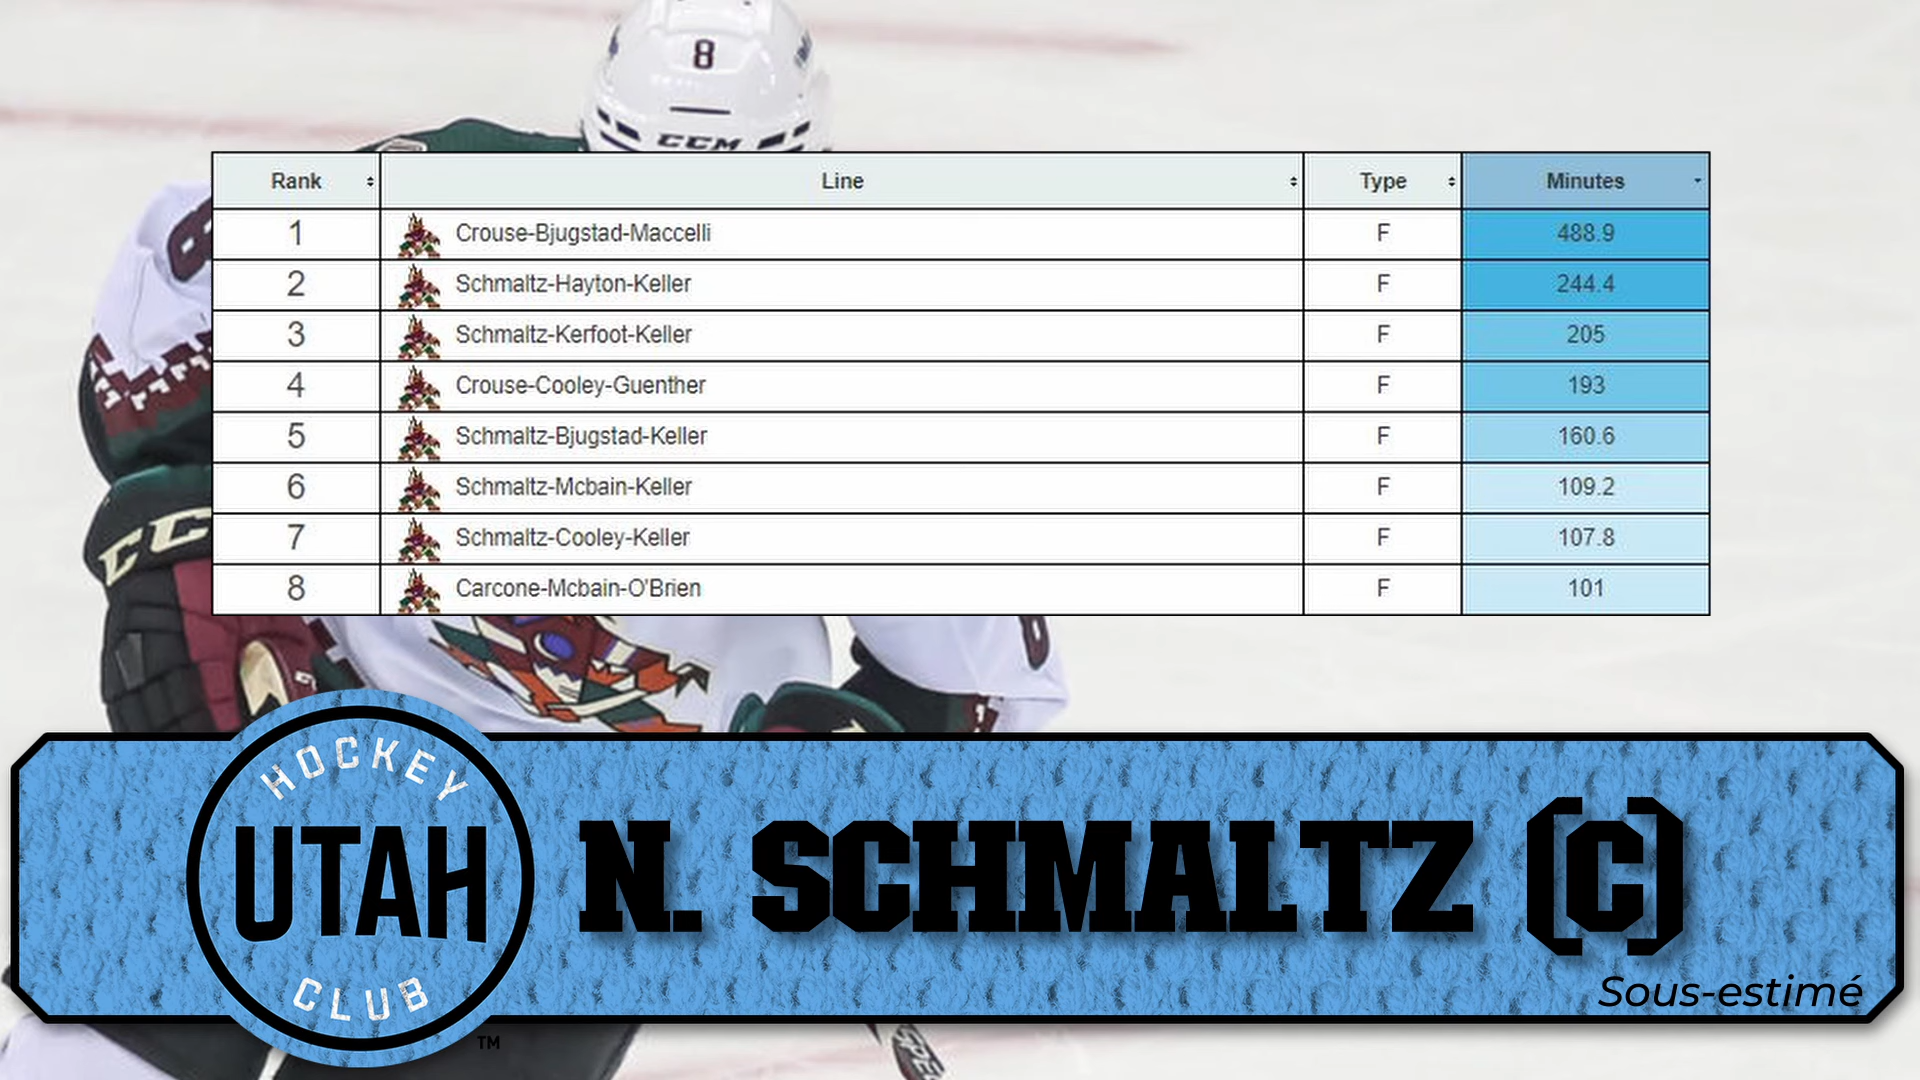 8
CCM
Rank Line Type Minutes
1 Crouse-Bjugstad-Maccelli F 488.9
2 Schmaltz-Hayton-Keller F 244.4
3 Schmaltz-Kerfoot-Keller F 205
4 Crouse-Cooley-Guenther F 193
5 Schmaltz-Bjugstad-Keller F 160.6
6 Schmaltz-Mcbain-Keller F 109.2
7 Schmaltz-Cooley-Keller F 107.8
8 Carcone-Mcbain-O'Brien F 101
8
CC
8
HOCKEY
UTAH
CLUB
TM
N. SCHMALTZ (C)
Sous-estimé